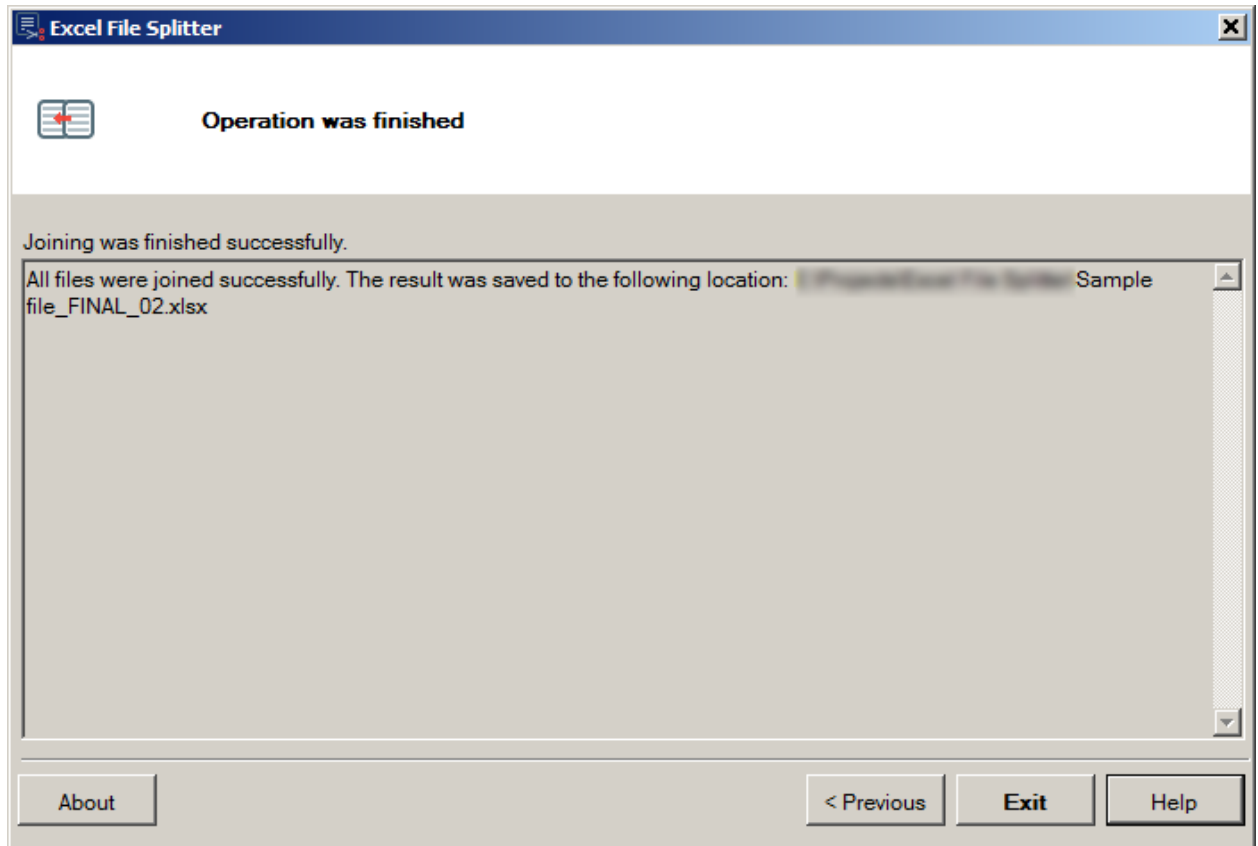 Excel File Splitter
Operation was finished
Joining was finished successfully.
All files were joined successfully. The result was saved to the following location: Sample
file_FINAL_02.xlsx
About
< Previous
Exit
Help